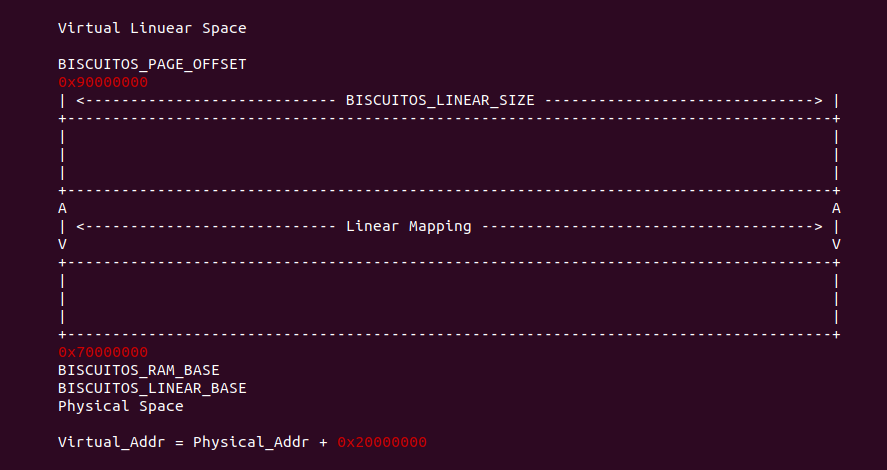 Virtual Linuear Space
BISCUITOS_PAGE_OFFSET
0x90000000
| <---------------------------- BISCUITOS_LINEAR_SIZE ------------------------------> |
+-------------------------------------------------------------------------------------+
|                                                                                     |
|                                                                                     |
|                                                                                     |
+-------------------------------------------------------------------------------------+
A                                                                                     A
| <---------------------------- Linear Mapping -------------------------------------> |
V                                                                                     V
+-------------------------------------------------------------------------------------+
|                                                                                     |
|                                                                                     |
|                                                                                     |
+-------------------------------------------------------------------------------------+
0x70000000
BISCUITOS_RAM_BASE
BISCUITOS_LINEAR_BASE
Physical Space
Virtual_Addr = Physical_Addr + 0x20000000